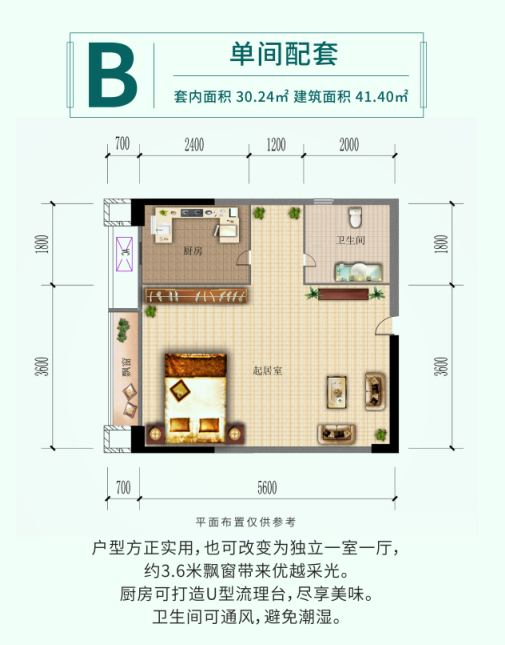 B
单间配套
套内面积 30.24㎡ 建筑面积 41.40㎡
700 2400 1200 2000
1800
1800
厨房
卫生间
AC
3600
3600
飘窗
起居室
700 5600
平面布置仅供参考
户型方正实用，也可改变为独立一室一厅，
约3.6米飘窗带来优越采光。
厨房可打造U型流理台，尽享美味。
卫生间可通风，避免潮湿。